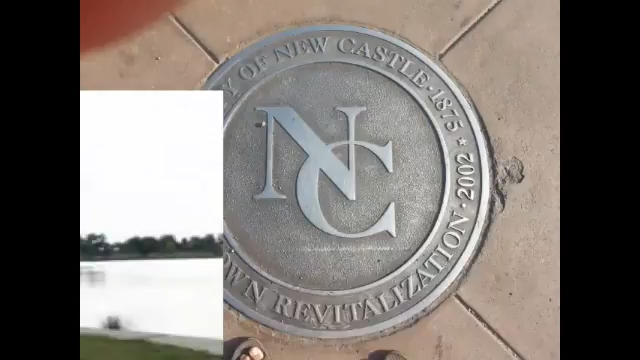 Y OF NEW CASTLE · 1875 * 2002 ·
WN REVITALIZATION
NC